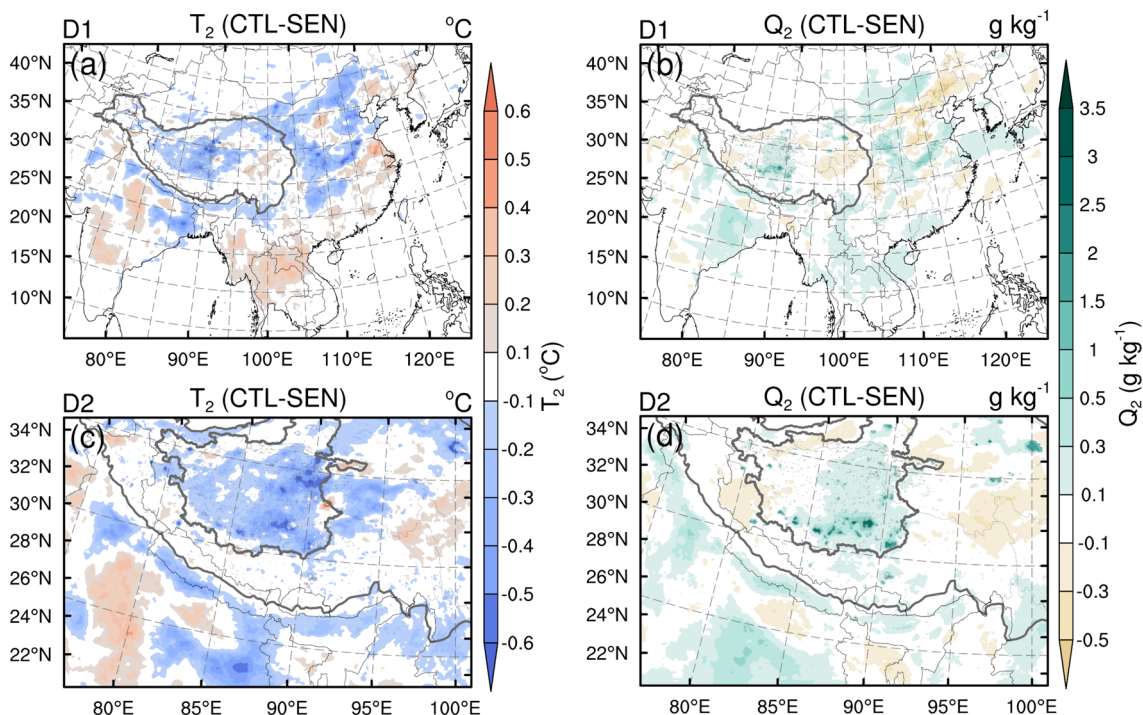 D1 T₂ (CTL-SEN) ºC
(a)
40°N
35°N
30°N
25°N
20°N
15°N
10°N
80°E 90°E 100°E 110°E 120°E
D1 Q₂ (CTL-SEN) g kg⁻¹
(b)
40°N
35°N
30°N
25°N
20°N
15°N
10°N
80°E 90°E 100°E 110°E 120°E
D2 T₂ (CTL-SEN) ºC
(c)
34°N
32°N
30°N
28°N
26°N
24°N
22°N
80°E 85°E 90°E 95°E 100°E
D2 Q₂ (CTL-SEN) g kg⁻¹
(d)
34°N
32°N
30°N
28°N
26°N
24°N
22°N
80°E 85°E 90°E 95°E 100°E
0.6
0.5
0.4
0.3
0.2
0.1
-0.1
-0.2
-0.3
-0.4
-0.5
-0.6
T₂ (ºC)
3.5
3
2.5
2
1.5
1
0.5
0.3
0.1
-0.1
-0.3
-0.5
Q₂ (g kg⁻¹)